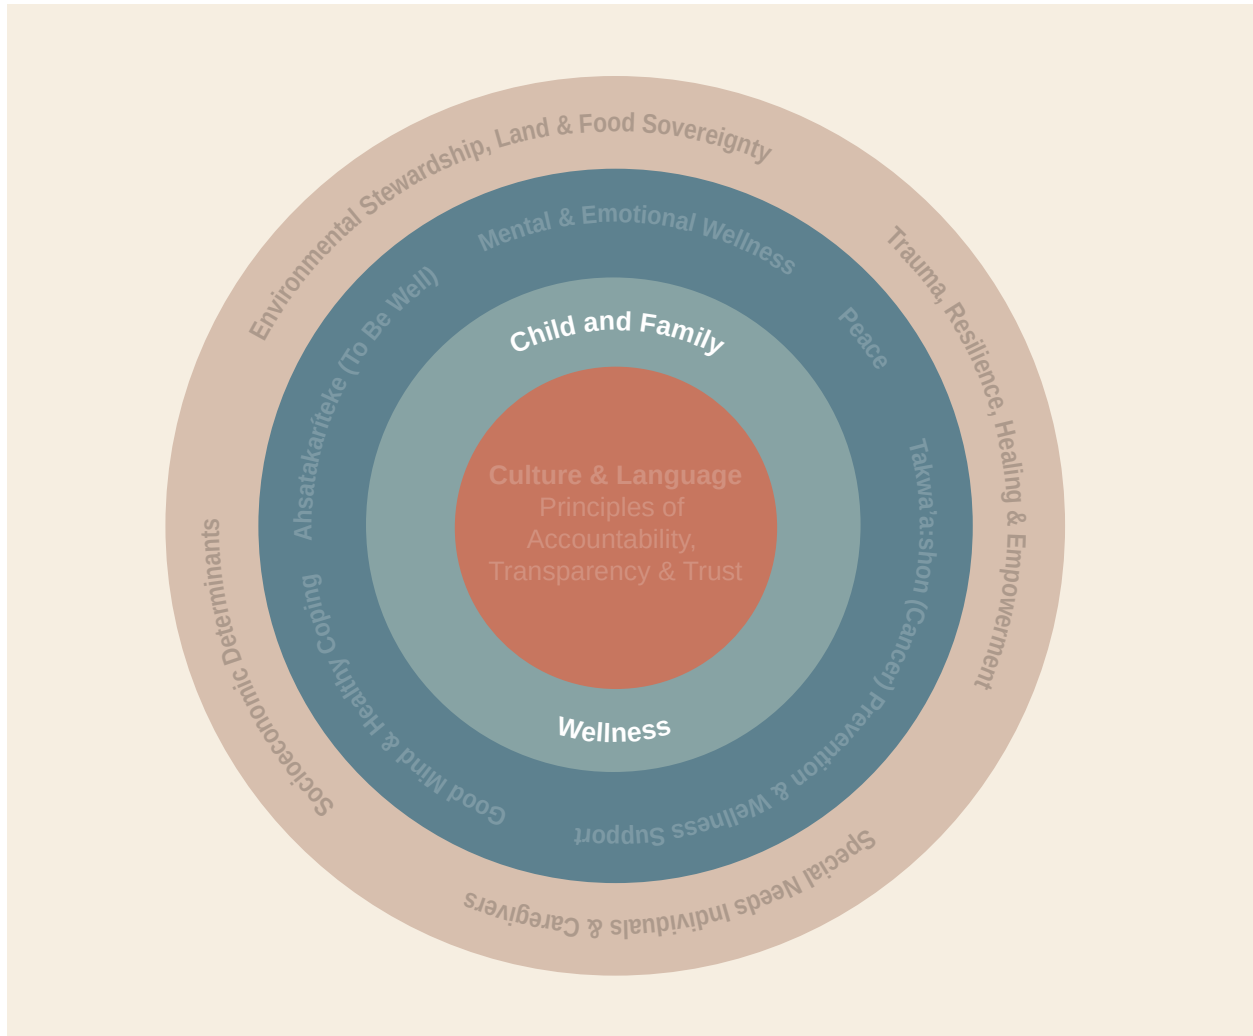 Environmental Stewardship, Land & Food Sovereignty
Trauma, Resilience, Healing & Empowerment
Special Needs Individuals & Caregivers
Socioeconomic Determinants
Mental & Emotional Wellness
Peace
Takwa'a:shon (Cancer) Prevention & Wellness Support
Good Mind & Healthy Coping
Ahsatakaríteke (To Be Well)
Child and Family
Wellness
Culture & Language
Principles of
Accountability,
Transparency & Trust